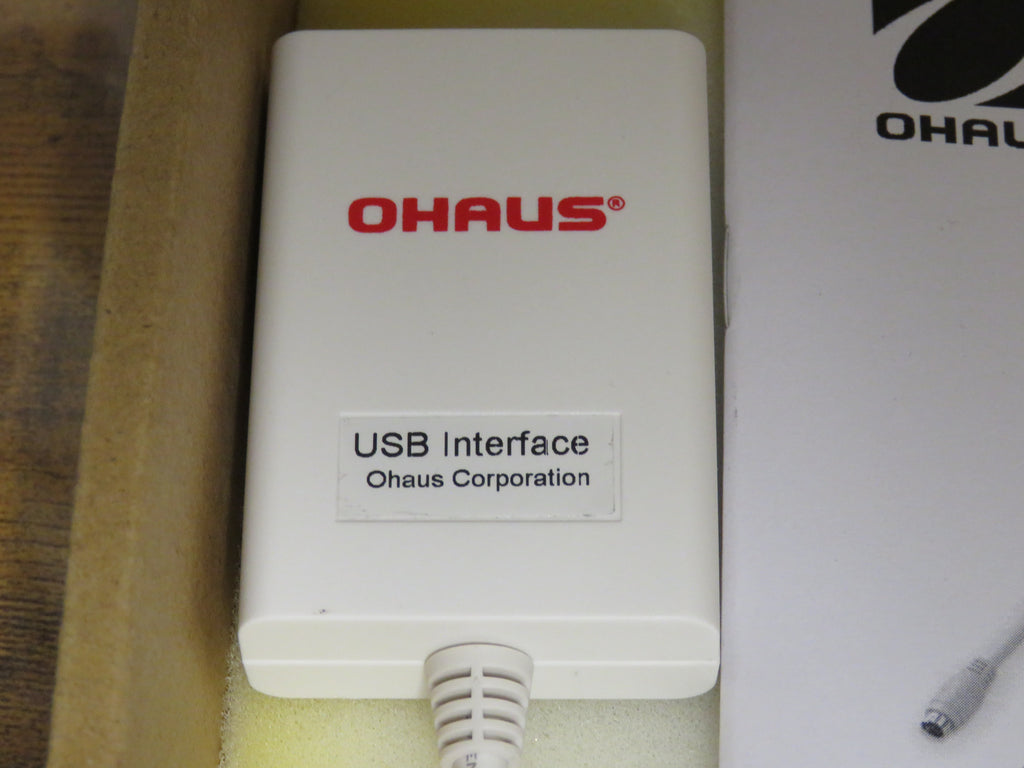 OHAUS®
USB Interface
Ohaus Corporation
OHAU